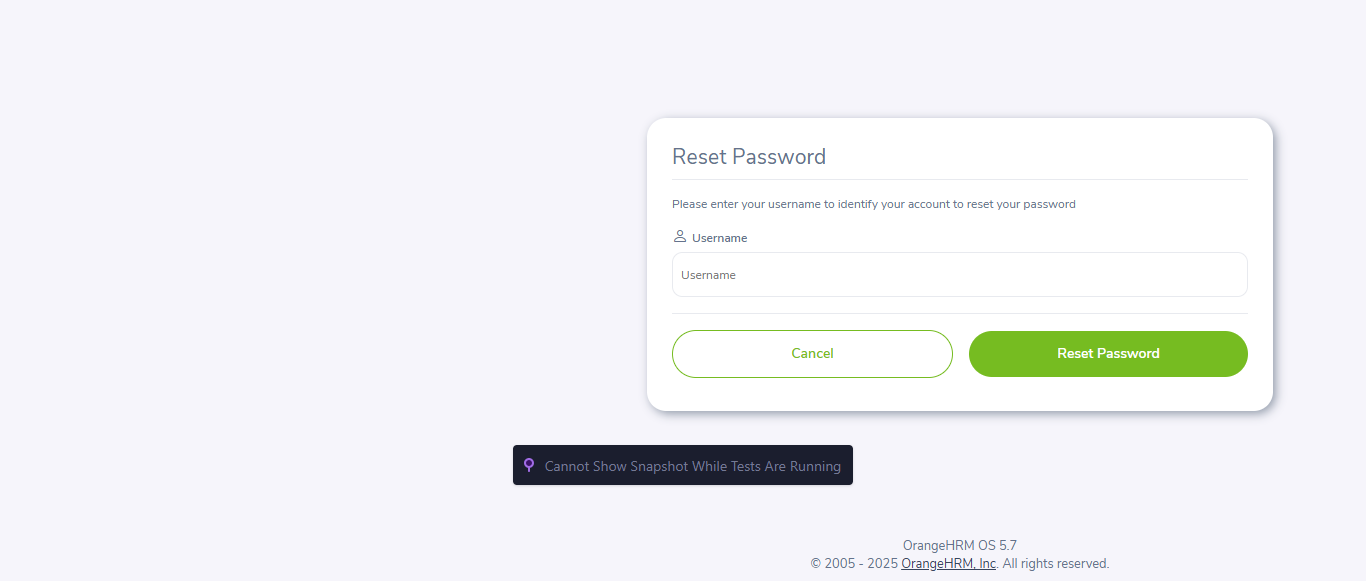 Reset Password
Please enter your username to identify your account to reset your password
Username
Username
Cancel
Reset Password
Cannot Show Snapshot While Tests Are Running
OrangeHRM OS 5.7
© 2005 - 2025 OrangeHRM, Inc. All rights reserved.